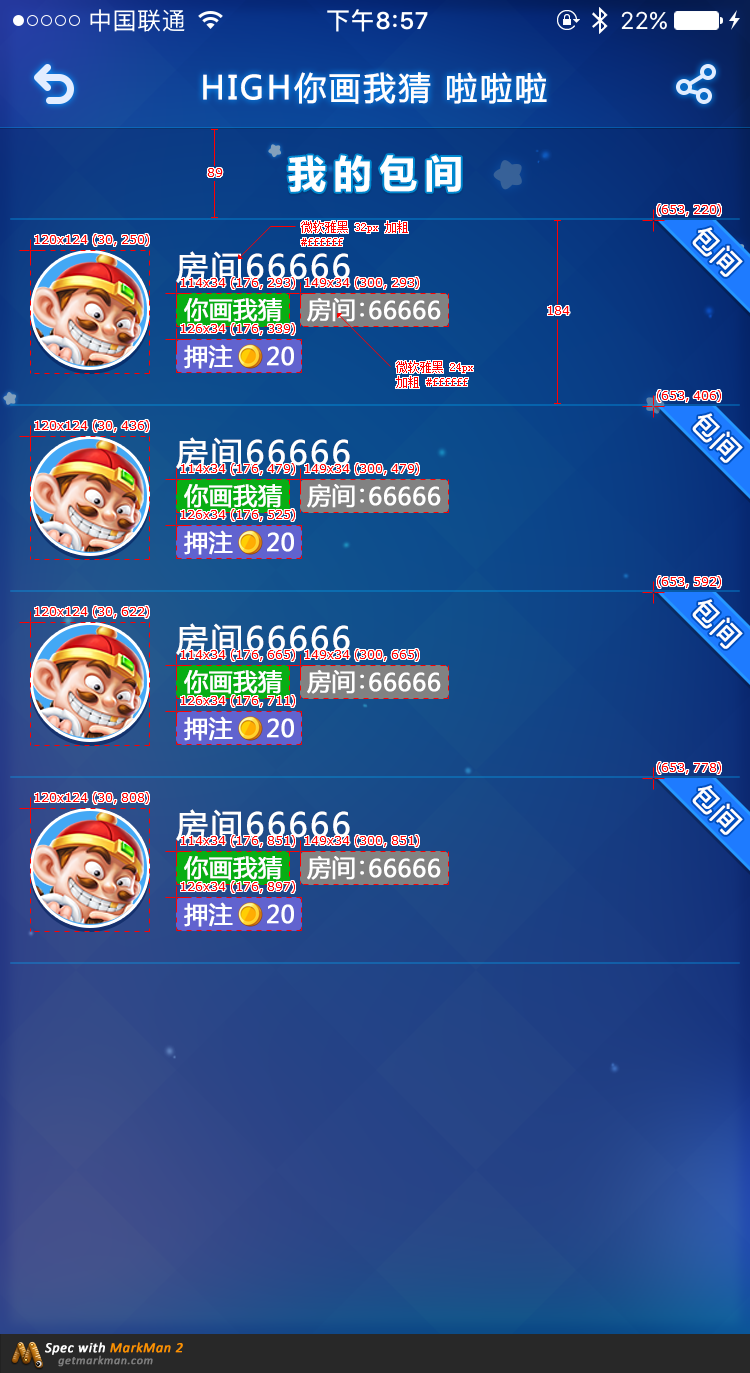 中国联通 下午8:57 22%
HIGH你画我猜 啦啦啦
89 我的包间
(653, 220)
120x124 (30, 250) 微软雅黑 32px 加粗
#ffffff
包间
房间66666
114x34 (176, 293) 149x34 (300, 293)
你画我猜 房间:66666
184
126x34 (176, 339)
押注 20
微软雅黑 24px
加粗 #ffffff
(653, 406)
120x124 (30, 436)
包间
房间66666
114x34 (176, 479) 149x34 (300, 479)
你画我猜 房间:66666
126x34 (176, 525)
押注 20
(653, 592)
120x124 (30, 622)
包间
房间66666
114x34 (176, 665) 149x34 (300, 665)
你画我猜 房间:66666
126x34 (176, 711)
押注 20
(653, 778)
120x124 (30, 808)
包间
房间66666
114x34 (176, 851) 149x34 (300, 851)
你画我猜 房间:66666
126x34 (176, 897)
押注 20
Spec with MarkMan 2
getmarkman.com